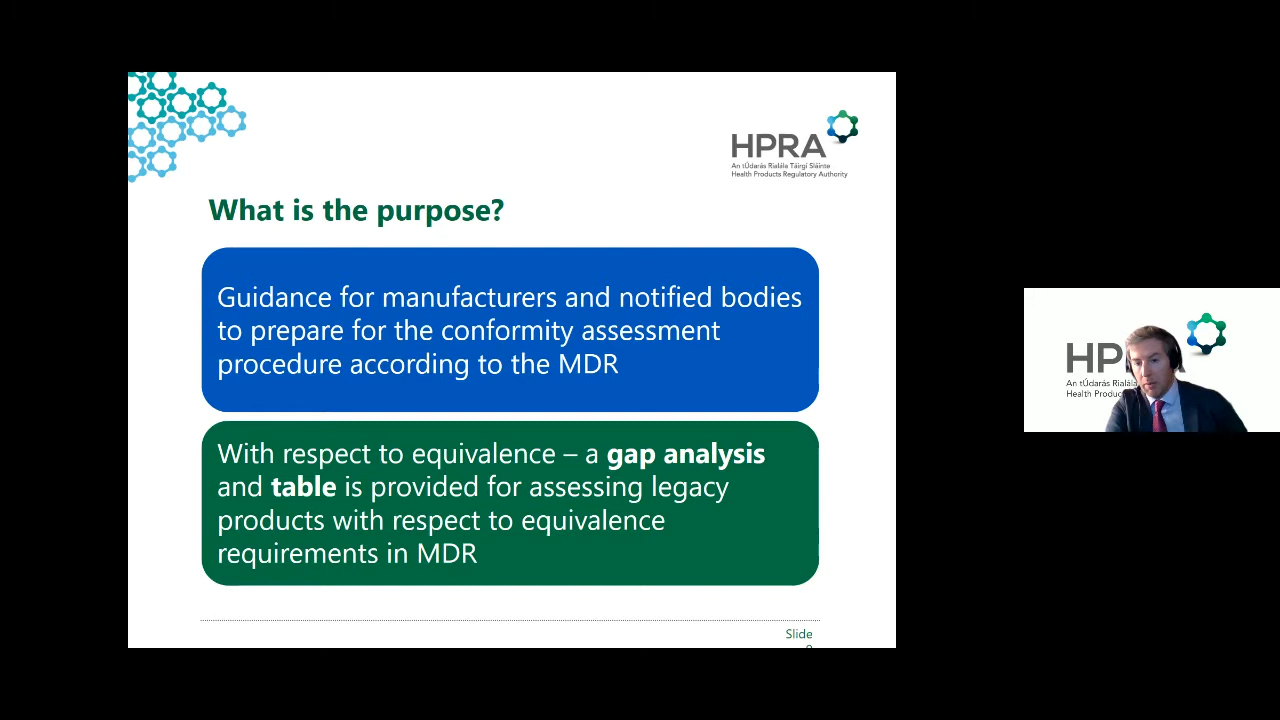 HPRA
An tÚdarás Rialála Táirgí Sláinte
Health Products Regulatory Authority
What is the purpose?
Guidance for manufacturers and notified bodies
to prepare for the conformity assessment
procedure according to the MDR
With respect to equivalence – a gap analysis
and table is provided for assessing legacy
products with respect to equivalence
requirements in MDR
Slide
An tÚdarás Rialála
Health